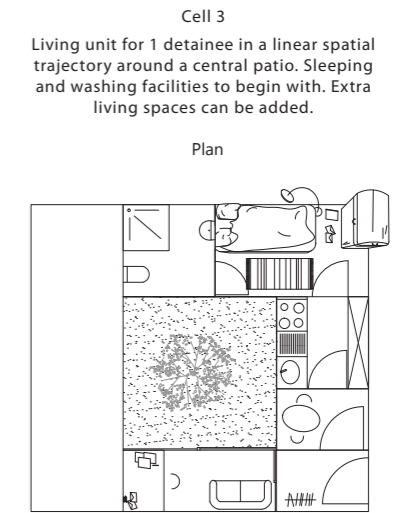 Cell 3
Living unit for 1 detainee in a linear spatial
trajectory around a central patio. Sleeping
and washing facilities to begin with. Extra
living spaces can be added.
Plan